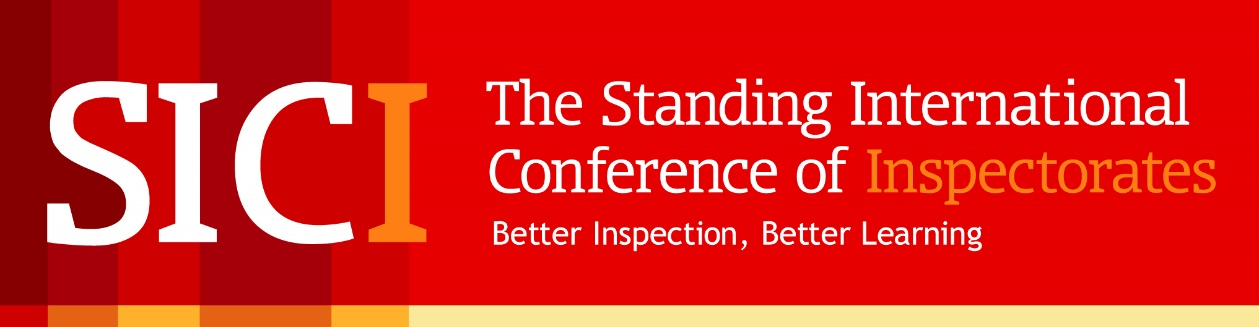 SICI
The Standing International
Conference of Inspectorates
Better Inspection, Better Learning